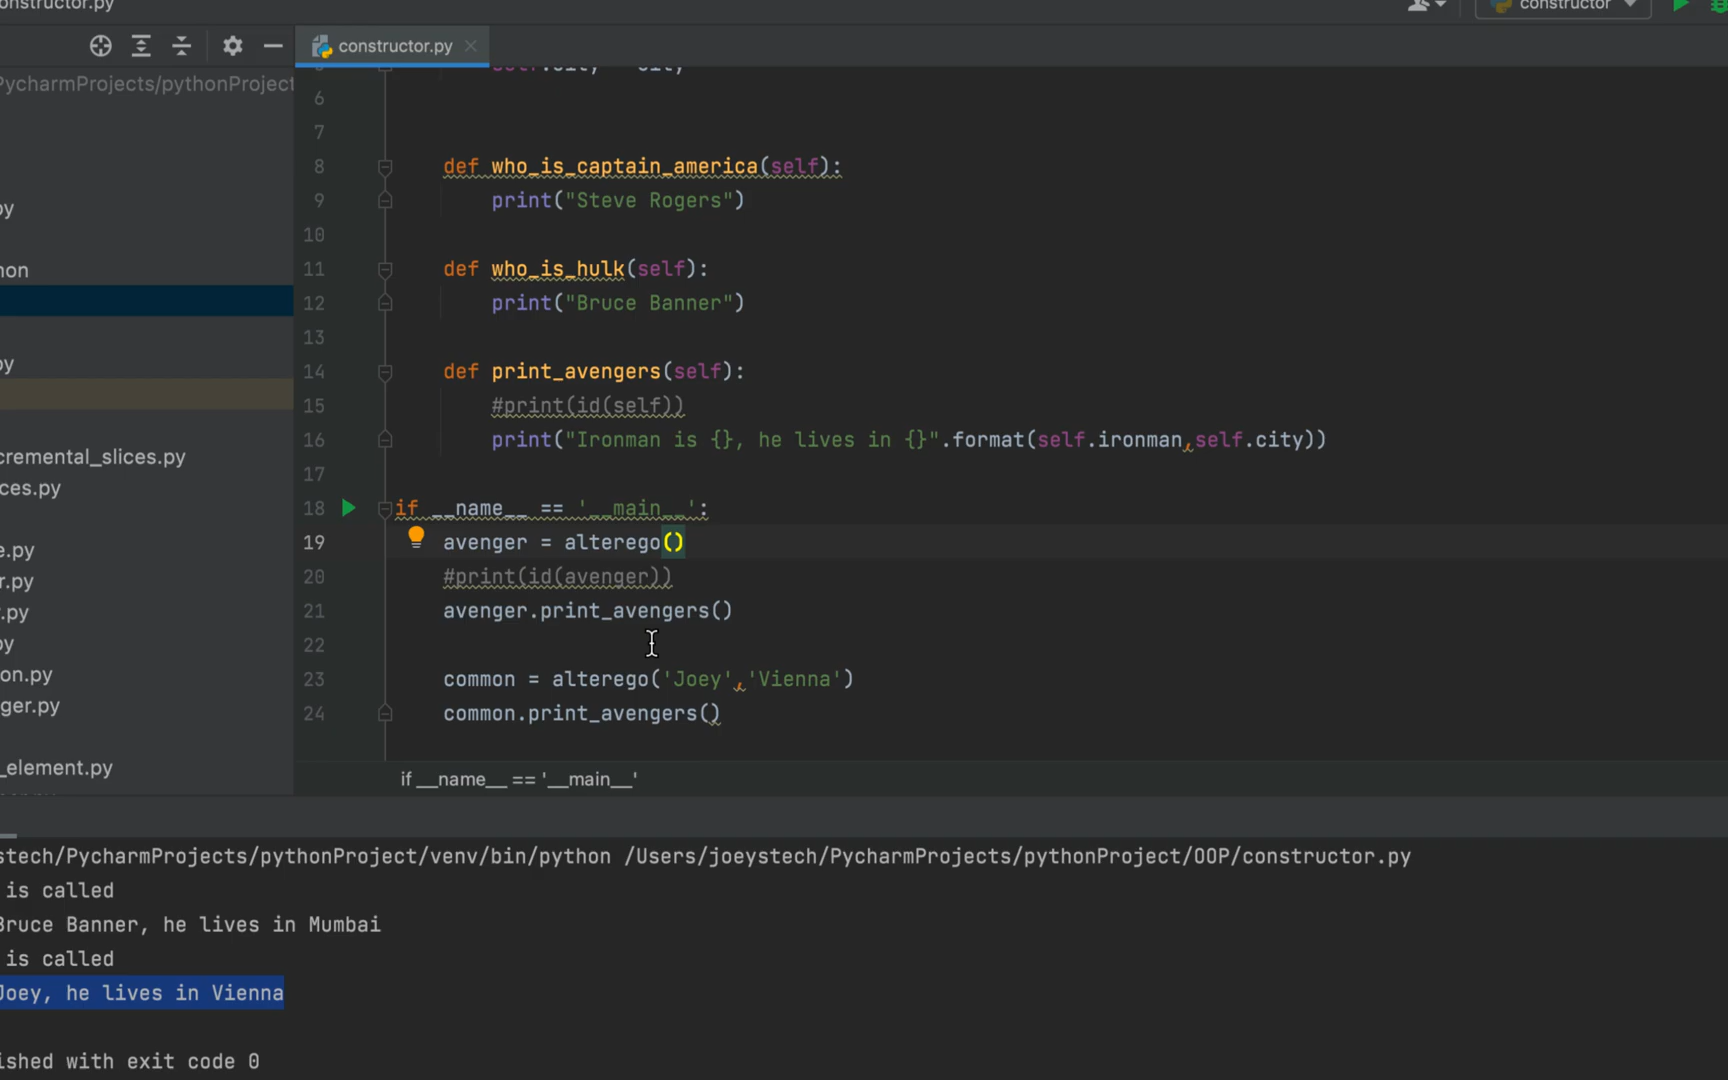 onstructor.py
constructor
constructor.py
PycharmProjects/pythonProject
6
7
8 def who_is_captain_america(self):
9 print("Steve Rogers")
10
11 def who_is_hulk(self):
12 print("Bruce Banner")
13
14 def print_avengers(self):
15 #print(id(self))
16 print("Ironman is {}, he lives in {}".format(self.ironman,self.city))
17
18 if __name__ == '__main__':
19 avenger = alterego()
20 #print(id(avenger))
21 avenger.print_avengers()
22
23 common = alterego('Joey','Vienna')
24 common.print_avengers()
if __name__ == '__main__'
py
non
py
cremental_slices.py
ces.py
e.py
r.py
.py
py
on.py
ger.py
_element.py
stech/PycharmProjects/pythonProject/venv/bin/python /Users/joeystech/PycharmProjects/pythonProject/OOP/constructor.py
is called
Bruce Banner, he lives in Mumbai
is called
Joey, he lives in Vienna
ished with exit code 0